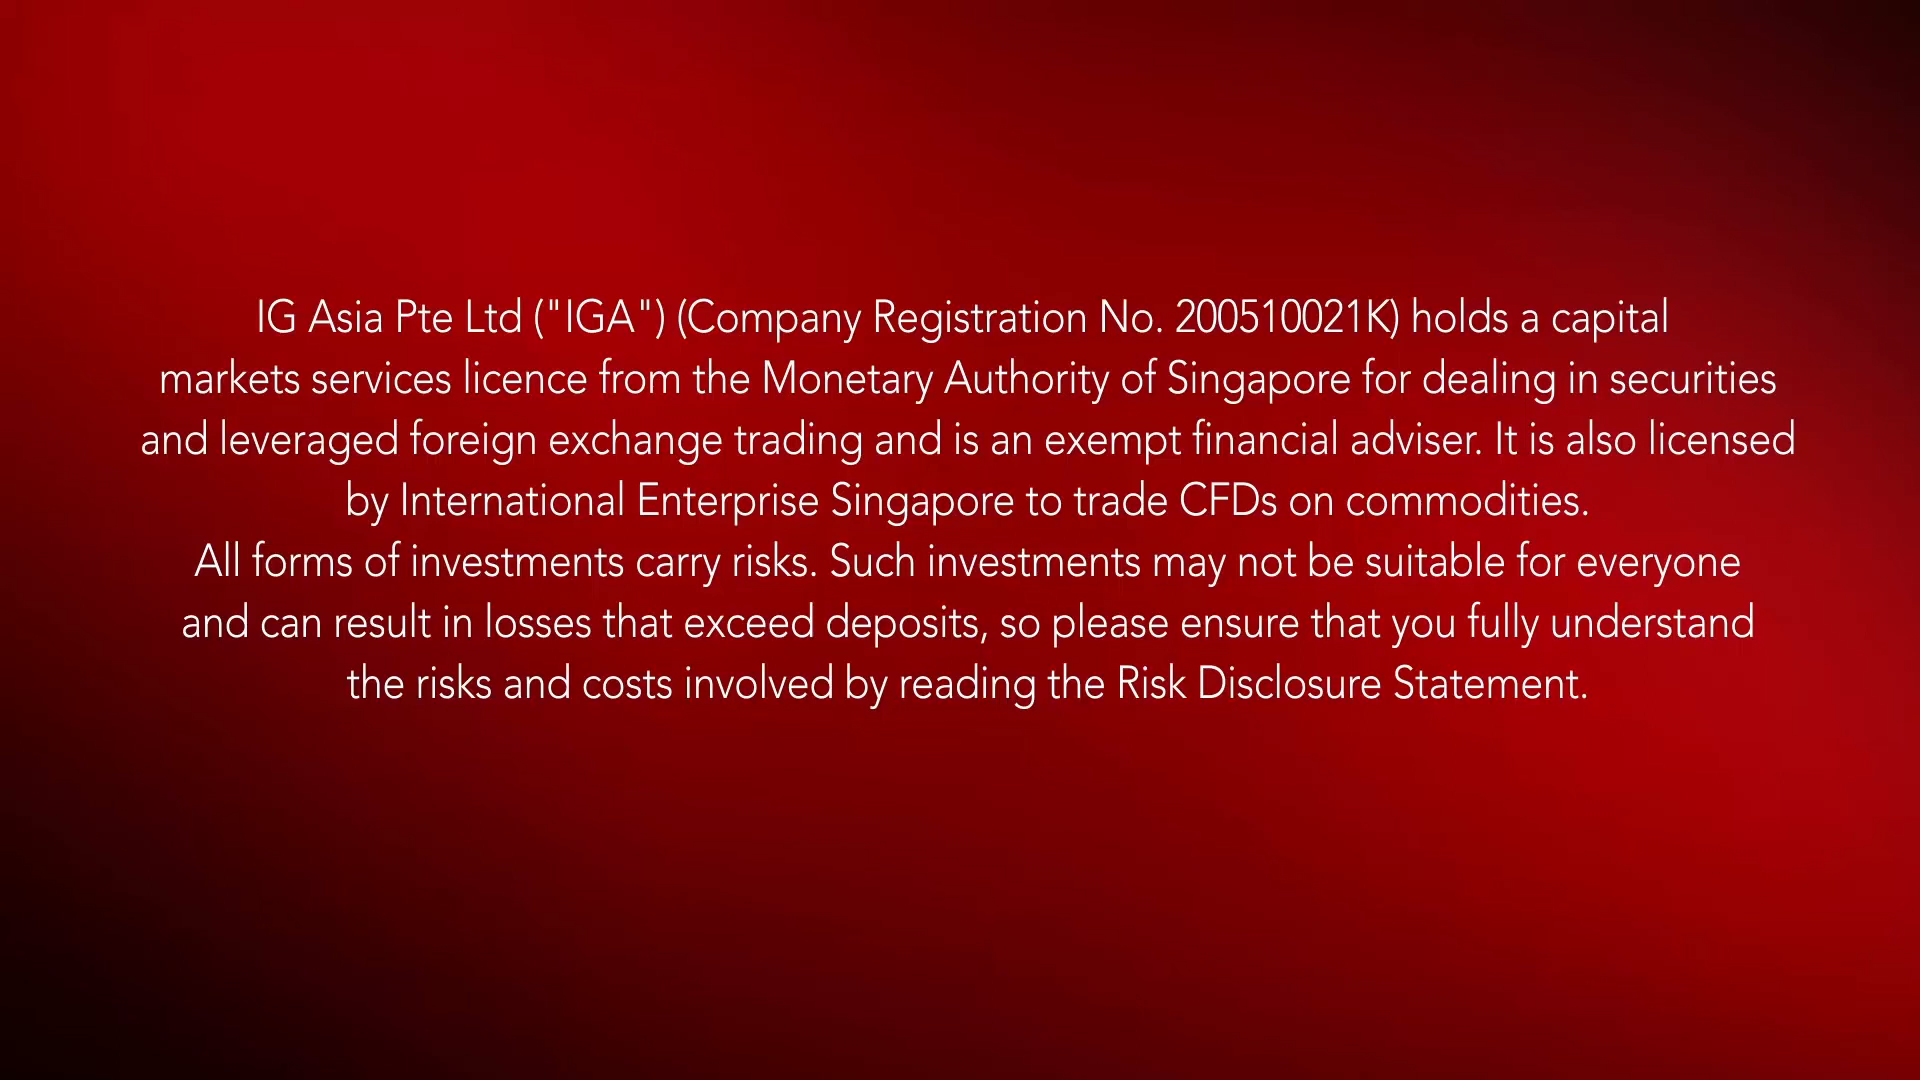 IG Asia Pte Ltd ("IGA") (Company Registration No. 200510021K) holds a capital
markets services licence from the Monetary Authority of Singapore for dealing in securities
and leveraged foreign exchange trading and is an exempt financial adviser. It is also licensed
by International Enterprise Singapore to trade CFDs on commodities.
All forms of investments carry risks. Such investments may not be suitable for everyone
and can result in losses that exceed deposits, so please ensure that you fully understand
the risks and costs involved by reading the Risk Disclosure Statement.